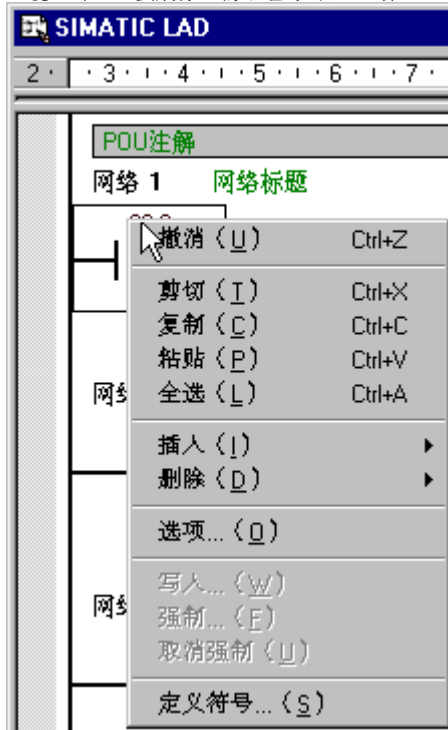 SIMATIC LAD
2 · · 3 · ı · 4 · ı · 5 · ı · 6 · ı · 7 ·
POU注解
网络 1 网络标题
撤消（U） Ctrl+Z
剪切（T） Ctrl+X
复制（C） Ctrl+C
粘贴（P） Ctrl+V
网
全选（L） Ctrl+A
插入（I）
删除（D）
选项...（O）
写入...（W）
网
强制...（F）
取消强制（U）
定义符号...（S）